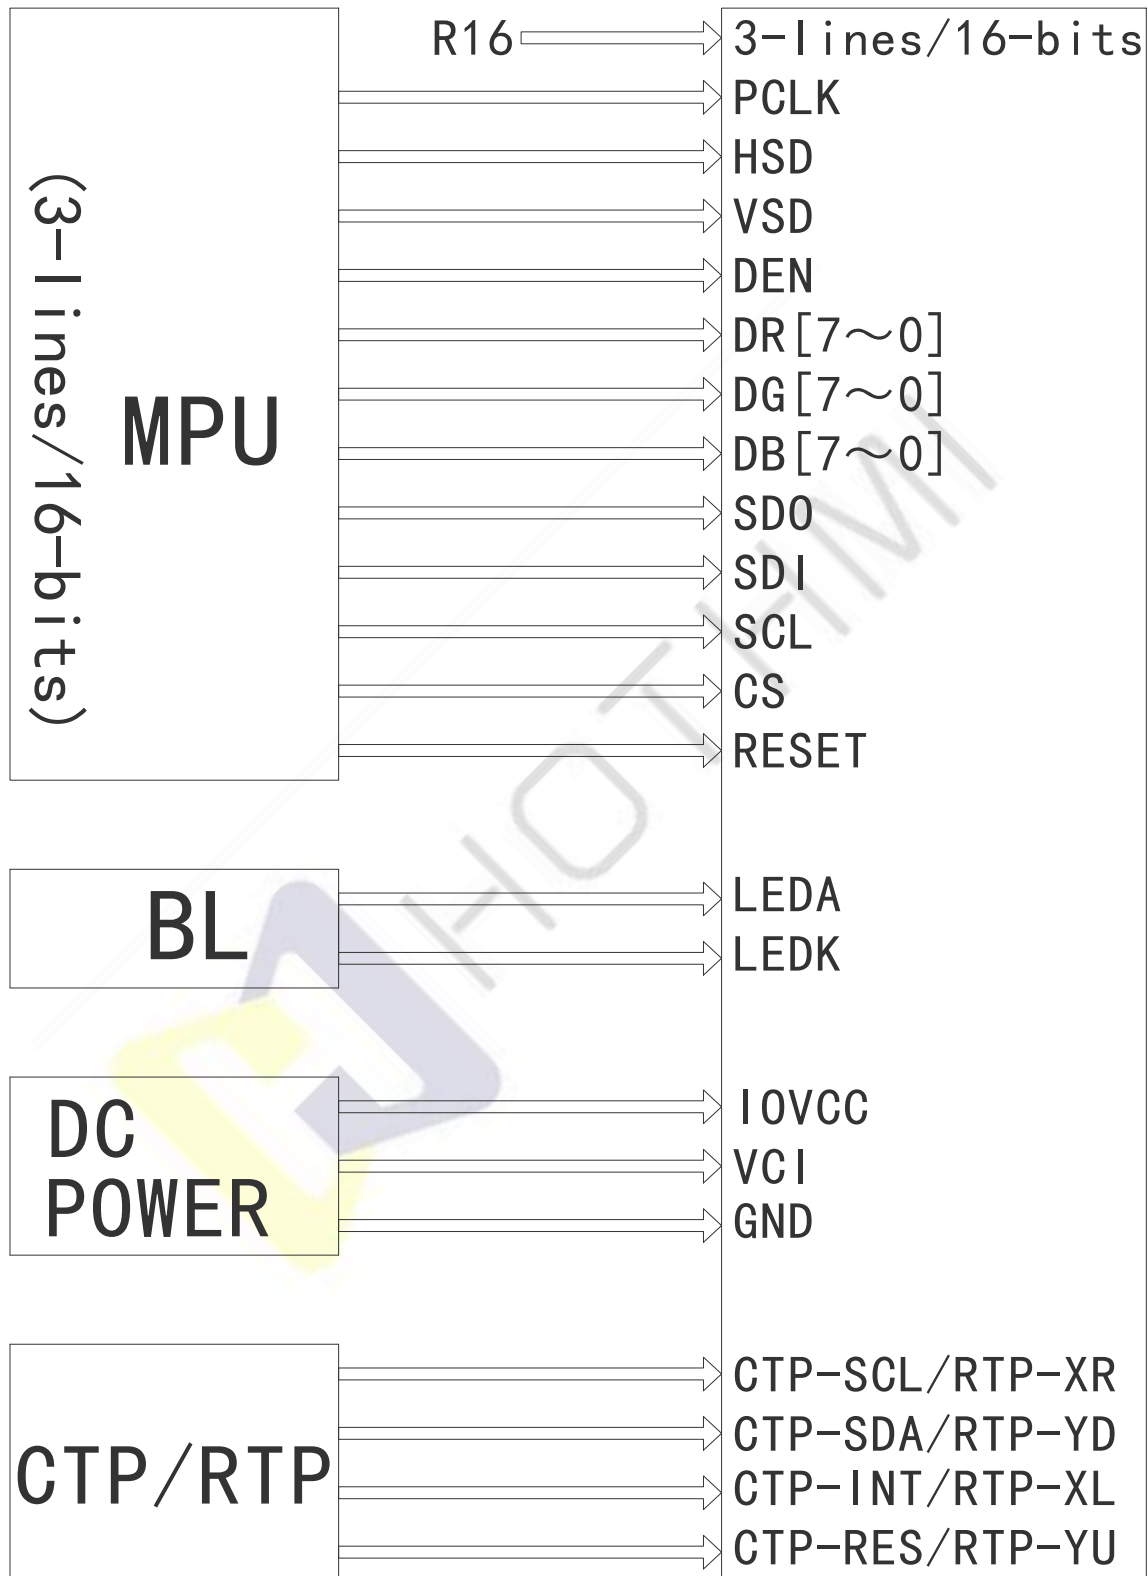 R16 3-lines/16-bits
PCLK
HSD
VSD
DEN
DR[7～0]
DG[7～0]
DB[7～0]
SDO
SDI
SCL
CS
RESET
MPU
(3-lines/16-bits)
BL
LEDA
LEDK
DC
POWER
IOVCC
VCI
GND
CTP/RTP
CTP-SCL/RTP-XR
CTP-SDA/RTP-YD
CTP-INT/RTP-XL
CTP-RES/RTP-YU
HOTHMI